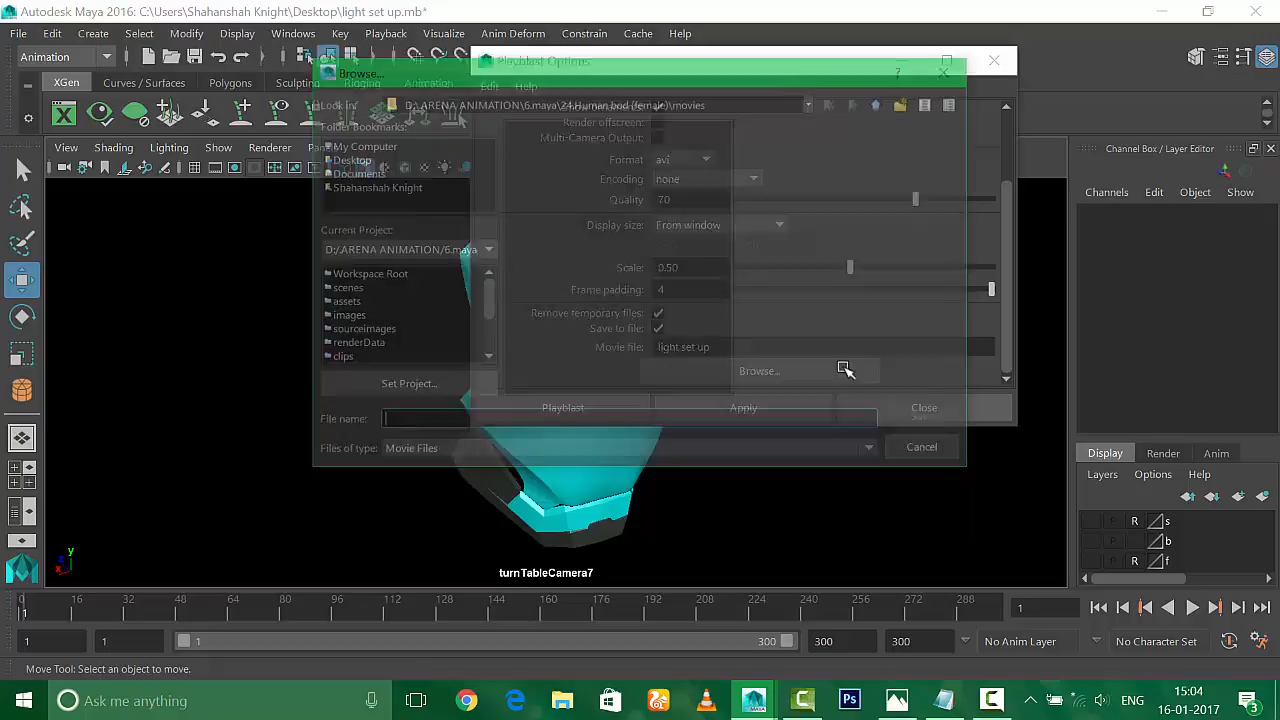 Autodesk Maya 2016: C:\Users\Shahanshah Knight\Desktop\light set up.mb*
File Edit Create Select Modify Display Windows Key Playback Visualize Anim Deform Constrain Cache Help
Animation
Playblast Options
Browse...
Edit Help
XGen Curves / Surfaces Polygons Sculpting Rigging Animation
Look in: D:\.ARENA ANIMATION\6.maya\24.Human bod (female)\movies
Render offscreen:
Folder Bookmarks:
Multi-Camera Output:
View Shading Lighting Show Renderer
My Computer
Desktop
Documents
Shahanshah Knight
Format avi
Encoding none
Quality 70
Channel Box / Layer Editor
Channels Edit Object Show
Current Project:
D:/.ARENA ANIMATION/6.maya
Display size: From window
Workspace Root
scenes
assets
images
sourceimages
renderData
clips
Scale: 0.50
Frame padding: 4
Remove temporary files:
Save to file:
Movie file: light set up
Browse...
Set Project...
Playblast Apply Close
File name:
Files of type: Movie Files Cancel
Display Render Anim
Layers Options Help
R s
b
R f
turnTableCamera7
16 32 48 64 80 96 112 128 144 160 176 192 208 224 240 256 272 288
1 1
1 1 1 300 300 300 No Anim Layer No Character Set
Move Tool: Select an object to move.
Ask me anything
MAYA Ps
ENG 15:04
16-01-2017
3